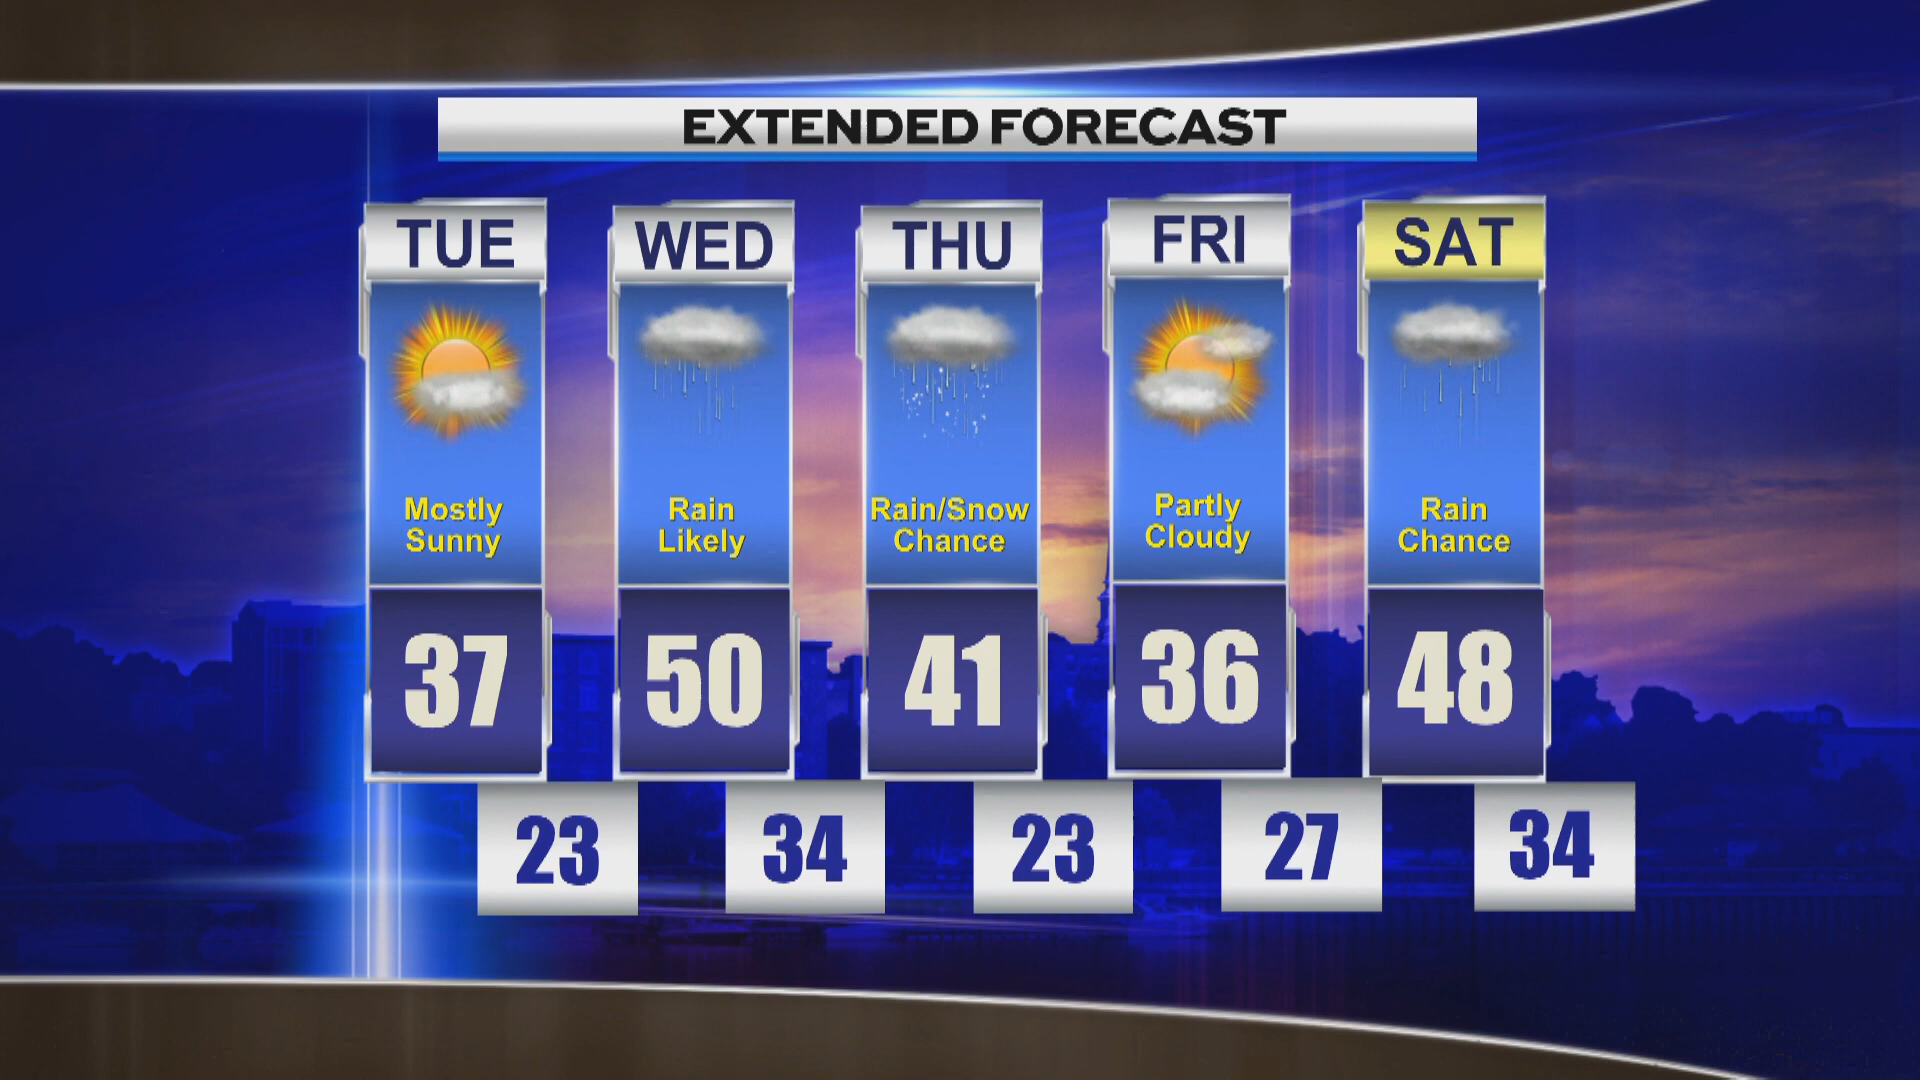 EXTENDED FORECAST
TUE WED THU FRI SAT
Mostly
Sunny
Rain
Likely
Rain/Snow
Chance
Partly
Cloudy
Rain
Chance
37 50 41 36 48
23 34 23 27 34